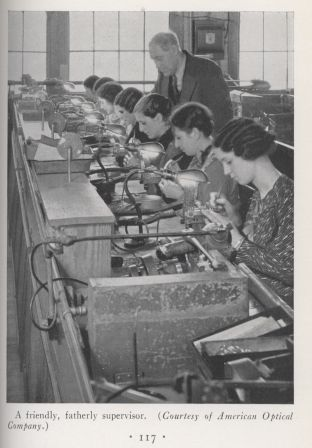 A friendly, fatherly supervisor. (Courtesy of American Optical
Company.)
· 117 ·